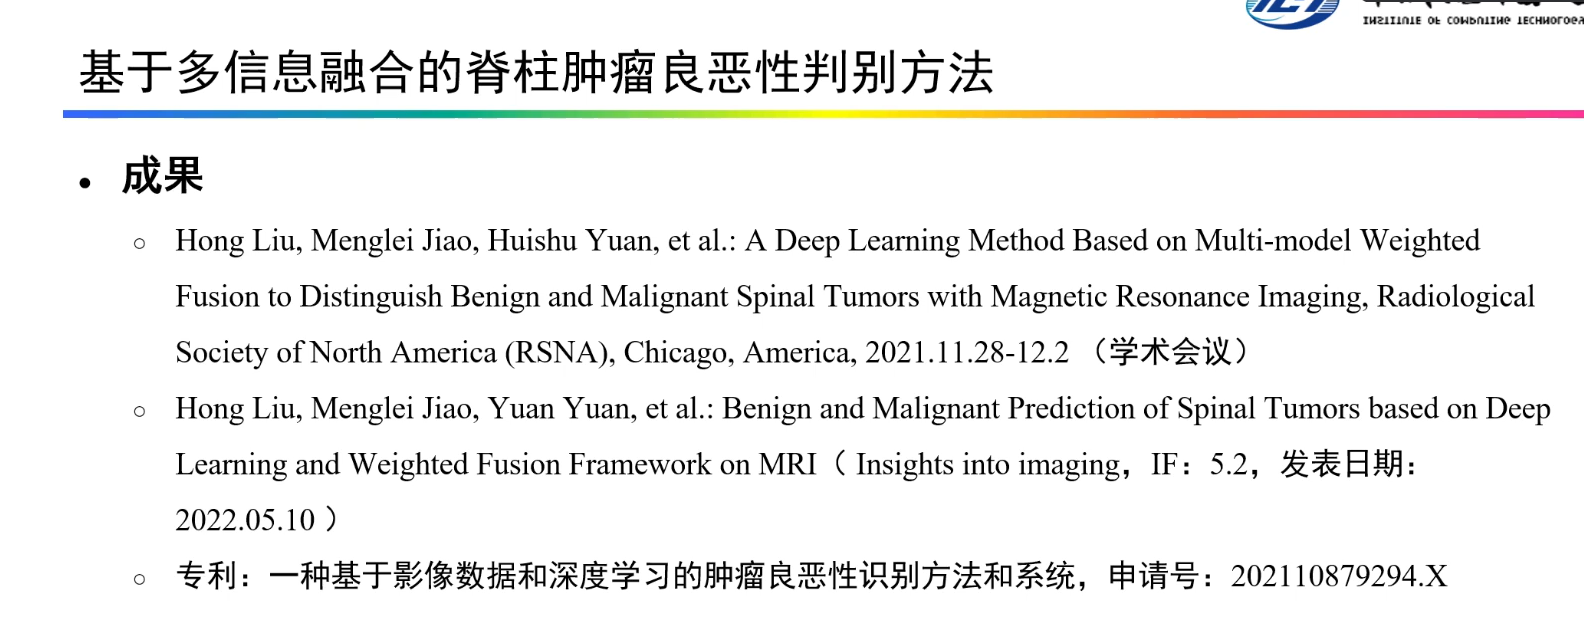 基于多信息融合的脊柱肿瘤良恶性判别方法
• 成果
○ Hong Liu, Menglei Jiao, Huishu Yuan, et al.: A Deep Learning Method Based on Multi-model Weighted
Fusion to Distinguish Benign and Malignant Spinal Tumors with Magnetic Resonance Imaging, Radiological
Society of North America (RSNA), Chicago, America, 2021.11.28-12.2 （学术会议）
○ Hong Liu, Menglei Jiao, Yuan Yuan, et al.: Benign and Malignant Prediction of Spinal Tumors based on Deep
Learning and Weighted Fusion Framework on MRI（ Insights into imaging，IF：5.2，发表日期：
2022.05.10 ）
○ 专利：一种基于影像数据和深度学习的肿瘤良恶性识别方法和系统，申请号：202110879294.X